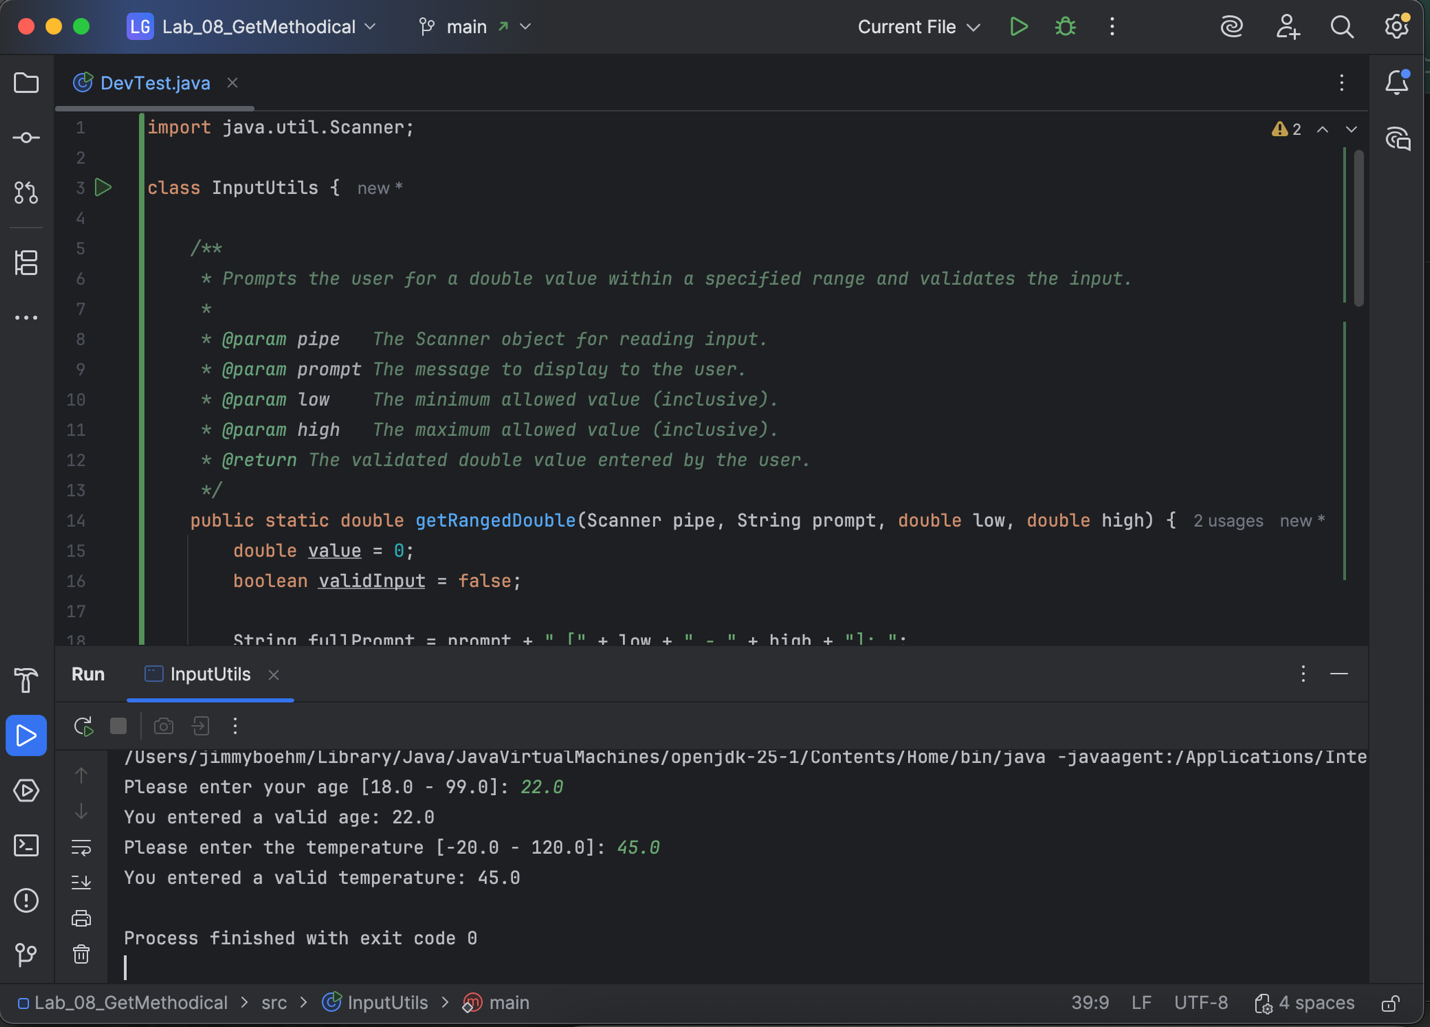 LG Lab_08_GetMethodical main Current File
DevTest.java
2
1 import java.util.Scanner;
2
3 class InputUtils { new *
4
5 /**
6 * Prompts the user for a double value within a specified range and validates the input.
7 *
8 * @param pipe The Scanner object for reading input.
9 * @param prompt The message to display to the user.
10 * @param low The minimum allowed value (inclusive).
11 * @param high The maximum allowed value (inclusive).
12 * @return The validated double value entered by the user.
13 */
14 public static double getRangedDouble(Scanner pipe, String prompt, double low, double high) { 2 usages new *
15 double value = 0;
16 boolean validInput = false;
17
18 String fullPrompt = prompt + " [" + low + " - " + high + "]: ";
Run InputUtils
/Users/jimmyboehm/Library/Java/JavaVirtualMachines/openjdk-25-1/Contents/Home/bin/java -javaagent:/Applications/Inte
Please enter your age [18.0 - 99.0]: 22.0
You entered a valid age: 22.0
Please enter the temperature [-20.0 - 120.0]: 45.0
You entered a valid temperature: 45.0
Process finished with exit code 0
Lab_08_GetMethodical > src > InputUtils > m main 39:9 LF UTF-8 4 spaces